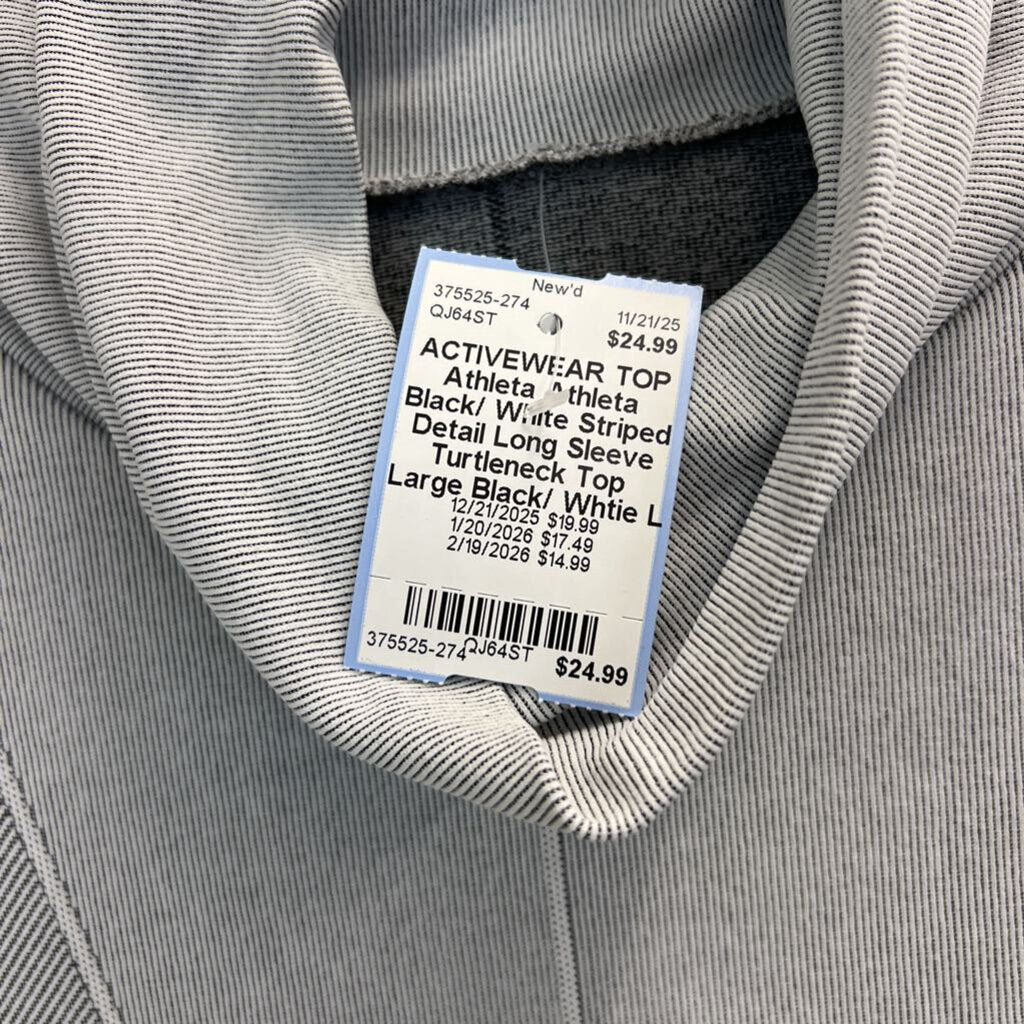 New'd
375525-274 11/21/25
QJ64ST $24.99
ACTIVEWEAR TOP
Athleta Athleta
Black/ White Striped
Detail Long Sleeve
Turtleneck Top
Large Black/ Whtie L
12/21/2025 $19.99
1/20/2026 $17.49
2/19/2026 $14.99
375525-274 QJ64ST $24.99